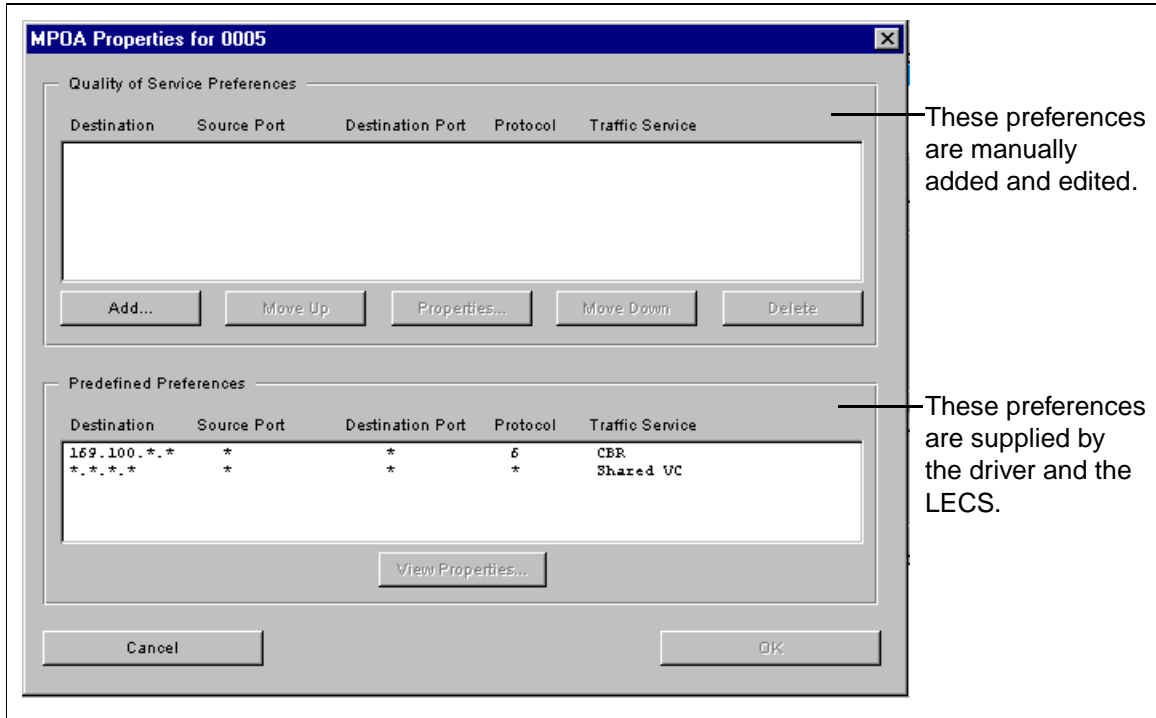 MPOA Properties for 0005
Quality of Service Preferences
Destination Source Port Destination Port Protocol Traffic Service
These preferences
are manually
added and edited.
Add... Move Up Properties... Move Down Delete
Predefined Preferences
Destination Source Port Destination Port Protocol Traffic Service
169.100.*.* * * 6 CBR
*.*.*.* * * * Shared VC
These preferences
are supplied by
the driver and the
LECS.
View Properties...
Cancel OK